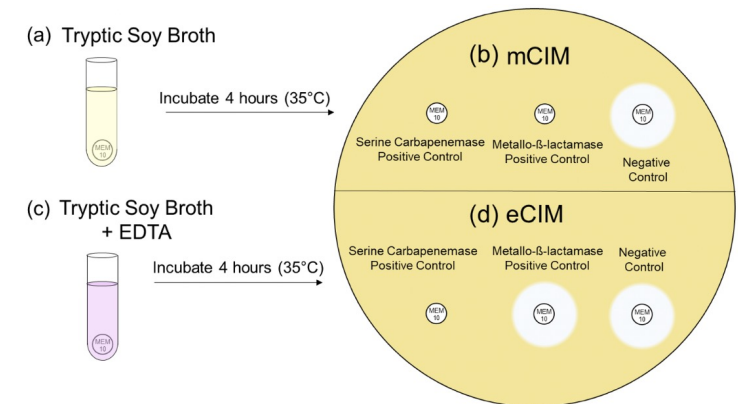 (a) Tryptic Soy Broth
MEM
10
Incubate 4 hours (35°C)
(b) mCIM
MEM
10
Serine Carbapenemase
Positive Control
MEM
10
Metallo-ß-lactamase
Positive Control
MEM
10
Negative
Control
(c) Tryptic Soy Broth
+ EDTA
MEM
10
Incubate 4 hours (35°C)
(d) eCIM
Serine Carbapenemase
Positive Control
MEM
10
Metallo-ß-lactamase
Positive Control
MEM
10
Negative
Control
MEM
10